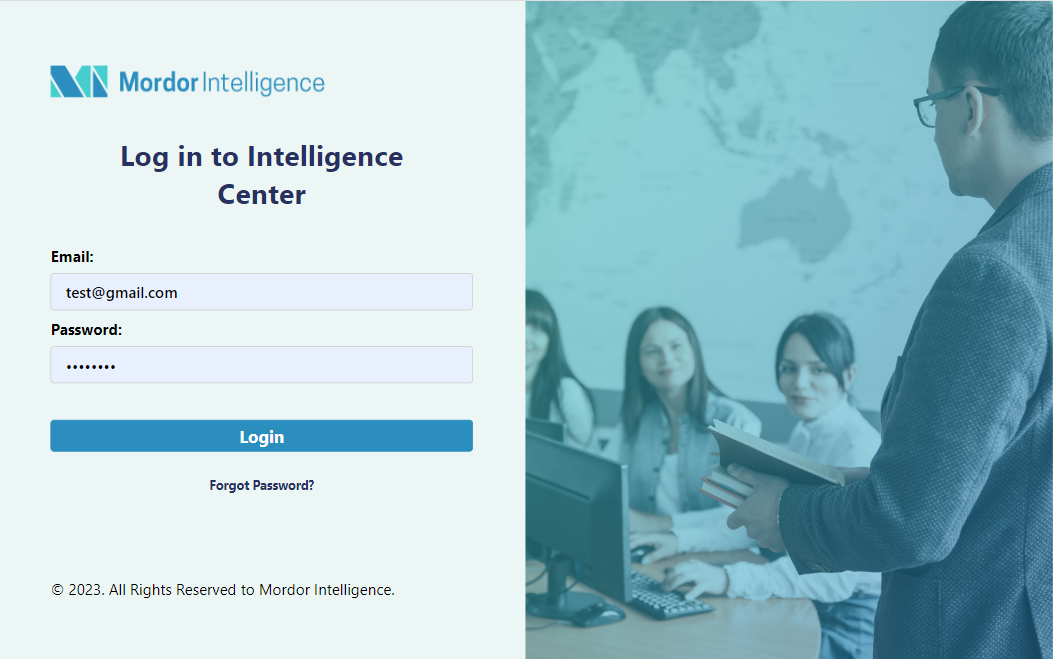 Mordor Intelligence
Log in to Intelligence
Center
Email:
test@gmail.com
Password:
••••••••
Login
Forgot Password?
© 2023. All Rights Reserved to Mordor Intelligence.